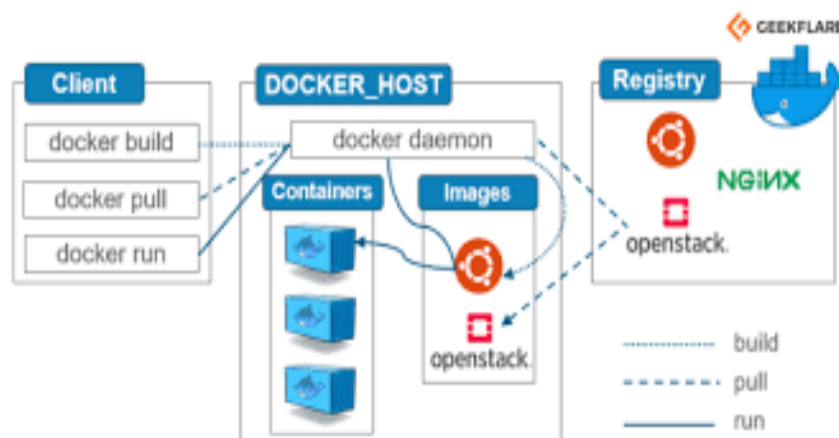 GEEKFLARE
Client
DOCKER_HOST
Registry
docker build
docker daemon
docker pull
Containers
Images
NGINX
docker run
openstack.
openstack.
build
pull
run